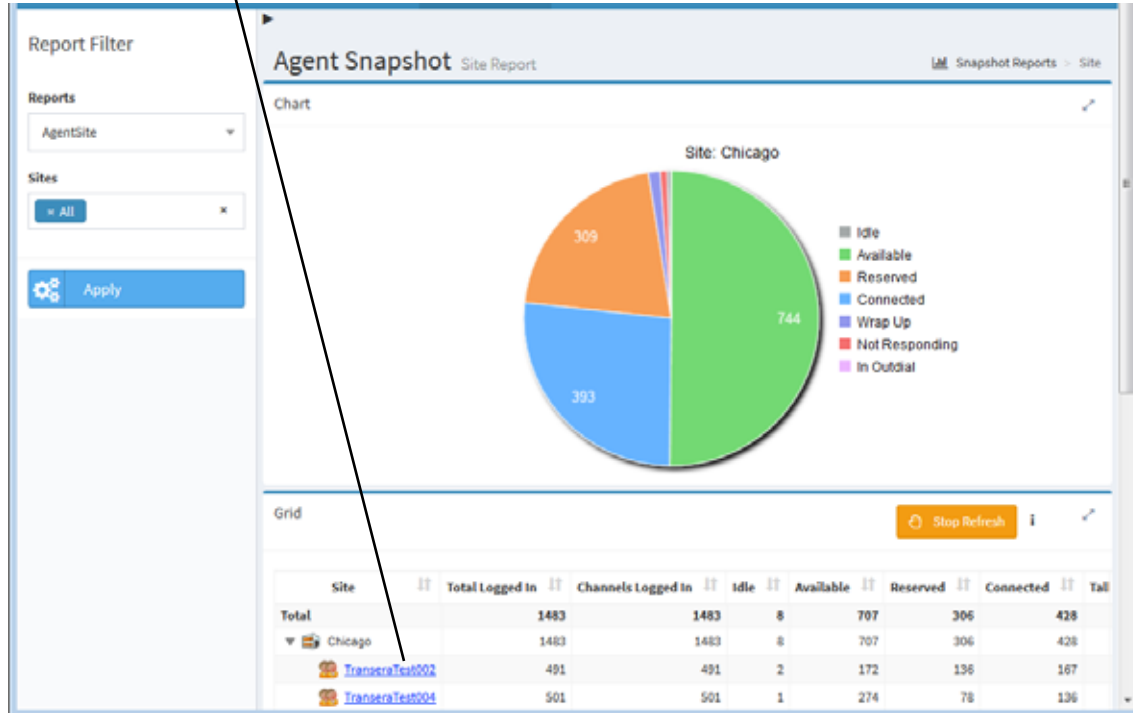 Report Filter
Agent Snapshot Site Report
Snapshot Reports > Site
Reports
AgentSite
Sites
× All
×
Apply
Chart
Site: Chicago
309
744
393
Idle
Available
Reserved
Connected
Wrap Up
Not Responding
In Outdial
Grid
Stop Refresh i
Site Total Logged In Channels Logged In Idle Available Reserved Connected Tal
Total 1483 1483 8 707 306 428
Chicago 1483 1483 8 707 306 428
TranseraTest002 491 491 2 172 136 167
TranseraTest004 501 501 1 274 78 136